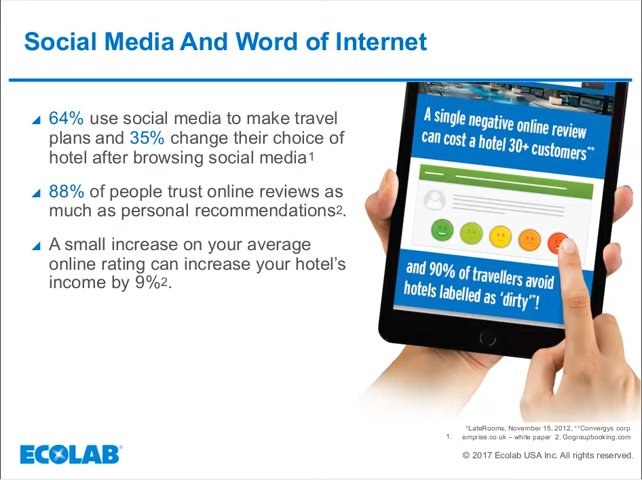 Social Media And Word of Internet
64% use social media to make travel
plans and 35% change their choice of
hotel after browsing social media1
88% of people trust online reviews as
much as personal recommendations2.
A small increase on your average
online rating can increase your hotel's
income by 9%2.
A single negative online review
can cost a hotel 30+ customers**
and 90% of travellers avoid
hotels labelled as 'dirty'*!
*LateRooms, November 15, 2012, **Convergys corp
1. emprise.co.uk – white paper 2. Gogroupbooking.com
ECOLAB®
© 2017 Ecolab USA Inc. All rights reserved.